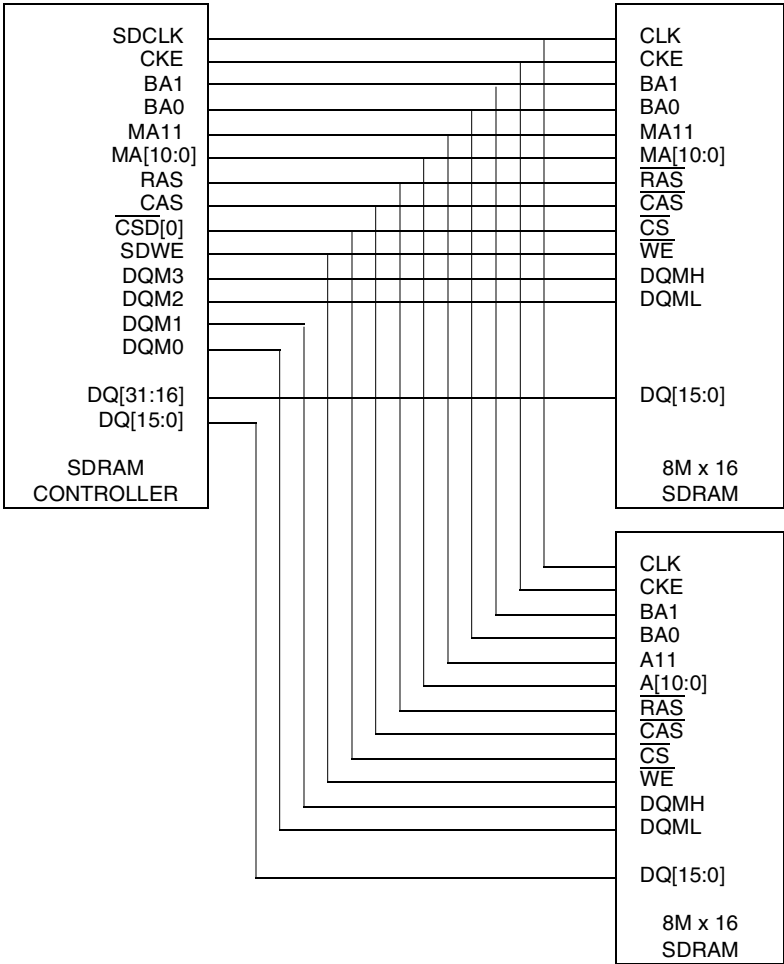 SDCLK
CKE
BA1
BA0
MA11
MA[10:0]
RAS
CAS
CSD[0]
SDWE
DQM3
DQM2
DQM1
DQM0
DQ[31:16]
DQ[15:0]
SDRAM
CONTROLLER
CLK
CKE
BA1
BA0
MA11
MA[10:0]
RAS
CAS
CS
WE
DQMH
DQML
DQ[15:0]
8M x 16
SDRAM
CLK
CKE
BA1
BA0
A11
A[10:0]
RAS
CAS
CS
WE
DQMH
DQML
DQ[15:0]
8M x 16
SDRAM